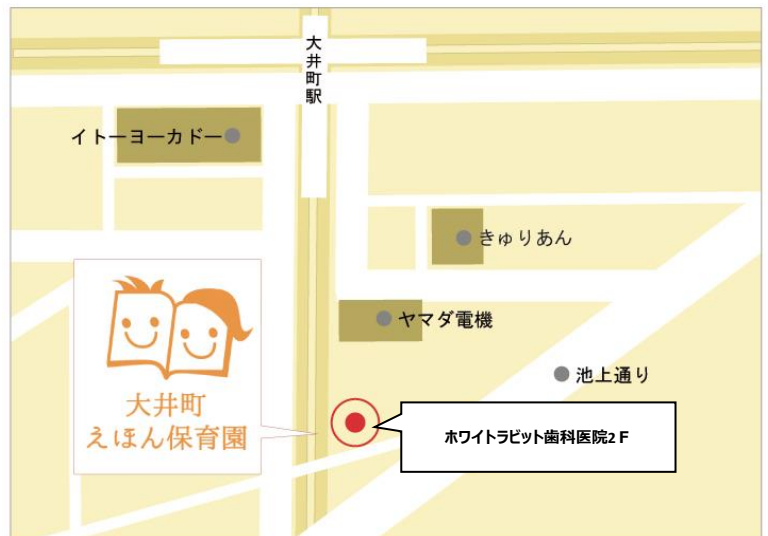 大井町駅
イトーヨーカドー
きゅりあん
ヤマダ電機
池上通り
大井町
えほん保育園
ホワイトラビット歯科医院2F